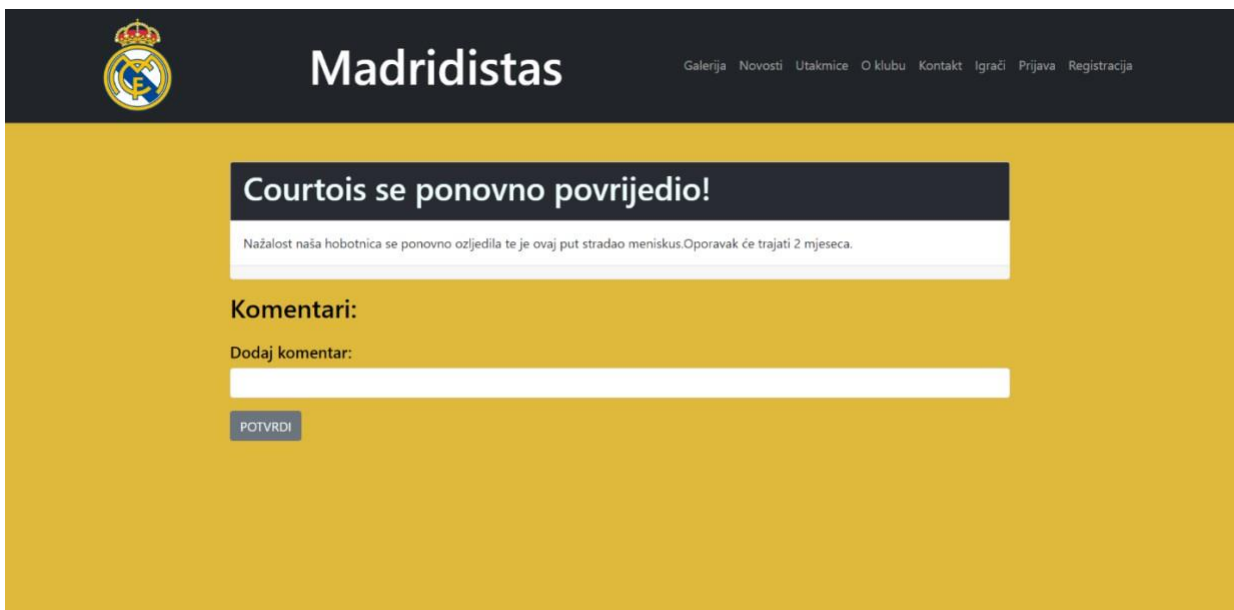 Madridistas
Galerija Novosti Utakmice O klubu Kontakt Igrači Prijava Registracija
Courtois se ponovno povrijedio!
Nažalost naša hobotnica se ponovno ozljedila te je ovaj put stradao meniskus.Oporavak će trajati 2 mjeseca.
Komentari:
Dodaj komentar:
POTVRDI